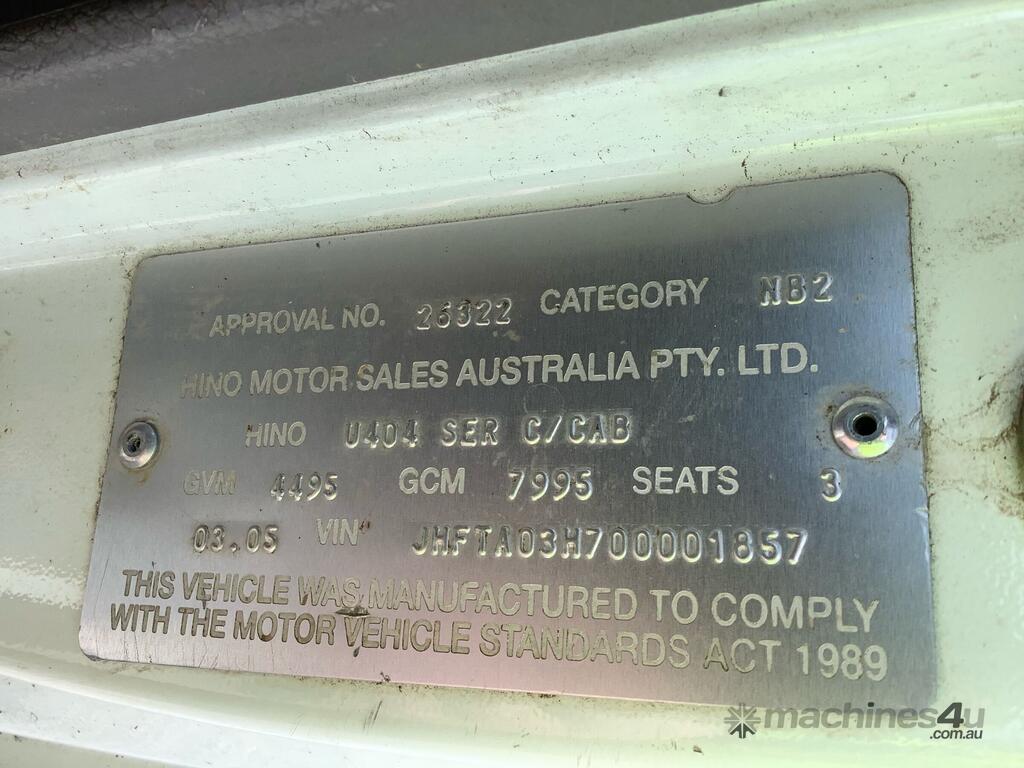 APPROVAL NO. 26322 CATEGORY NB2
HINO MOTOR SALES AUSTRALIA PTY. LTD.
HINO U404 SER C/CAB
GVM 4495 GCM 7995 SEATS 3
03.05 VIN JHFTA03H700001857
THIS VEHICLE WAS MANUFACTURED TO COMPLY
WITH THE MOTOR VEHICLE STANDARDS ACT 1989
machines4u
.com.au